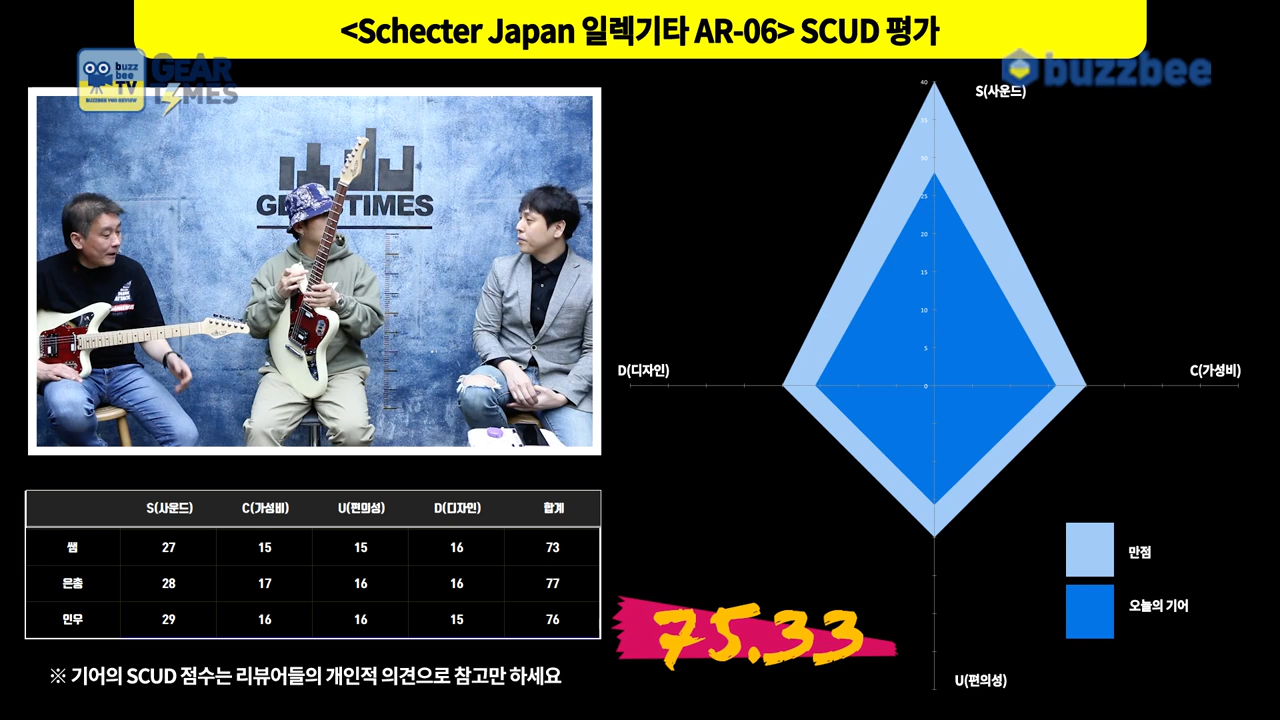 <Schecter Japan 일렉기타 AR-06> SCUD 평가
buzz
bee
TV
BUZZBEE VOD REVIEW
GEAR
TIMES
buzzbee
GEAR TIMES
S(사운드)
40
35
30
25
20
15
10
5
0
D(디자인)
C(가성비)
U(편의성)
만점
오늘의 기어
S(사운드) C(가성비) U(편의성) D(디자인) 합계
쌤 27 15 15 16 73
은총 28 17 16 16 77
민우 29 16 16 15 76
75.33
※ 기어의 SCUD 점수는 리뷰어들의 개인적 의견으로 참고만 하세요